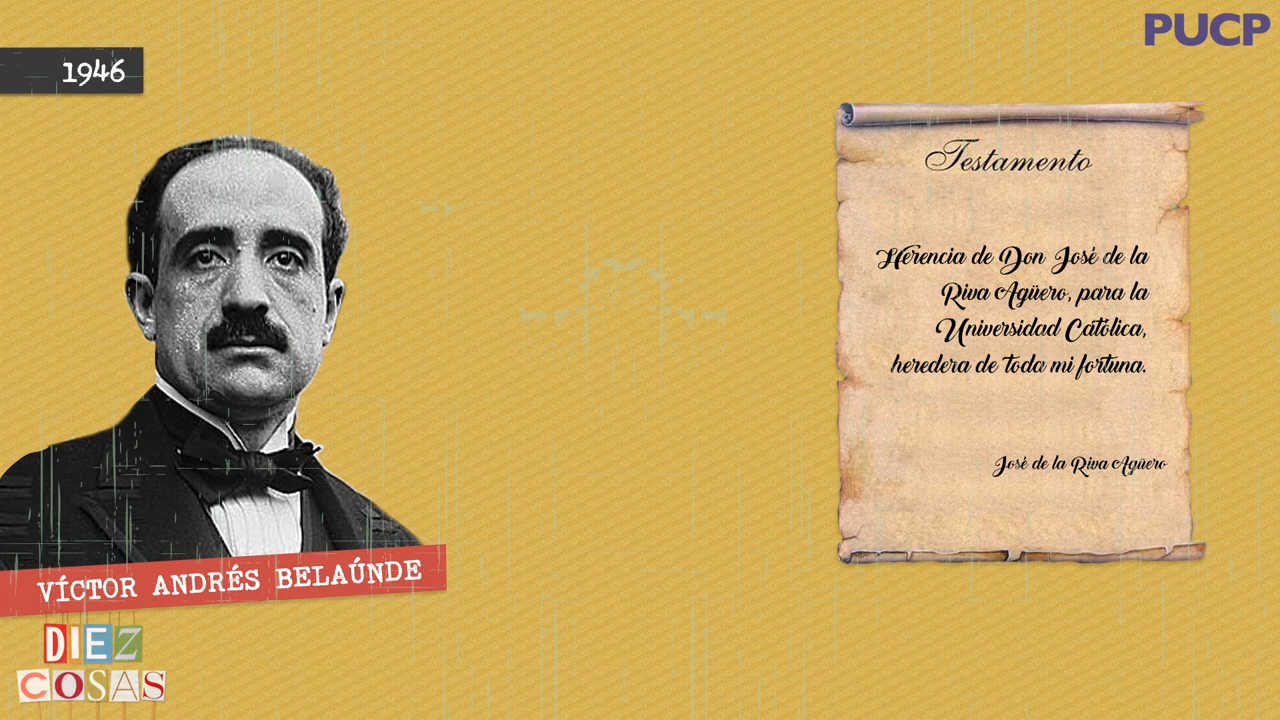 PUCP
1946
Testamento
Herencia de Don José de la
Riva Agüero, para la
Universidad Católica,
heredera de toda mi fortuna.
José de la Riva Agüero
VÍCTOR ANDRÉS BELAÚNDE
DIEZ
COSAS